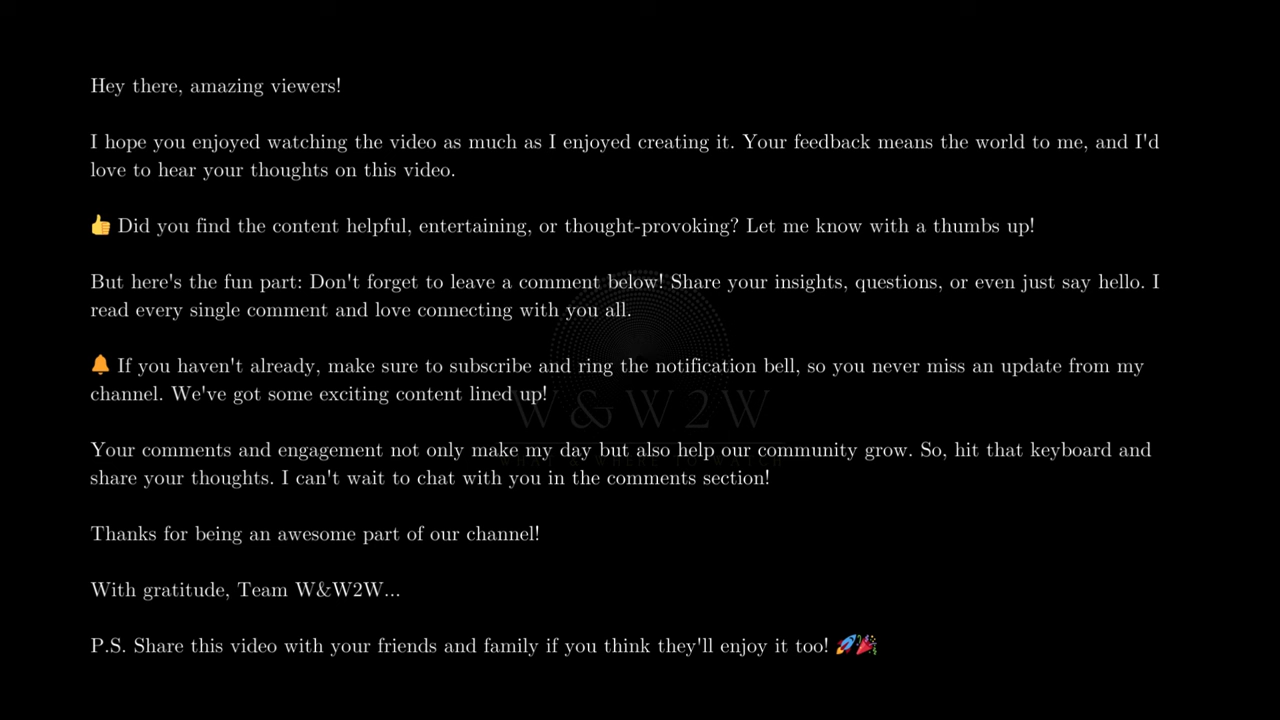 Hey there, amazing viewers!
I hope you enjoyed watching the video as much as I enjoyed creating it. Your feedback means the world to me, and I'd
love to hear your thoughts on this video.
👍 Did you find the content helpful, entertaining, or thought-provoking? Let me know with a thumbs up!
But here's the fun part: Don't forget to leave a comment below! Share your insights, questions, or even just say hello. I
read every single comment and love connecting with you all.
🔔 If you haven't already, make sure to subscribe and ring the notification bell, so you never miss an update from my
channel. We've got some exciting content lined up!
W&W2W
Your comments and engagement not only make my day but also help our community grow. So, hit that keyboard and
share your thoughts. I can't wait to chat with you in the comments section!
Thanks for being an awesome part of our channel!
With gratitude, Team W&W2W...
P.S. Share this video with your friends and family if you think they'll enjoy it too! 🚀🎉